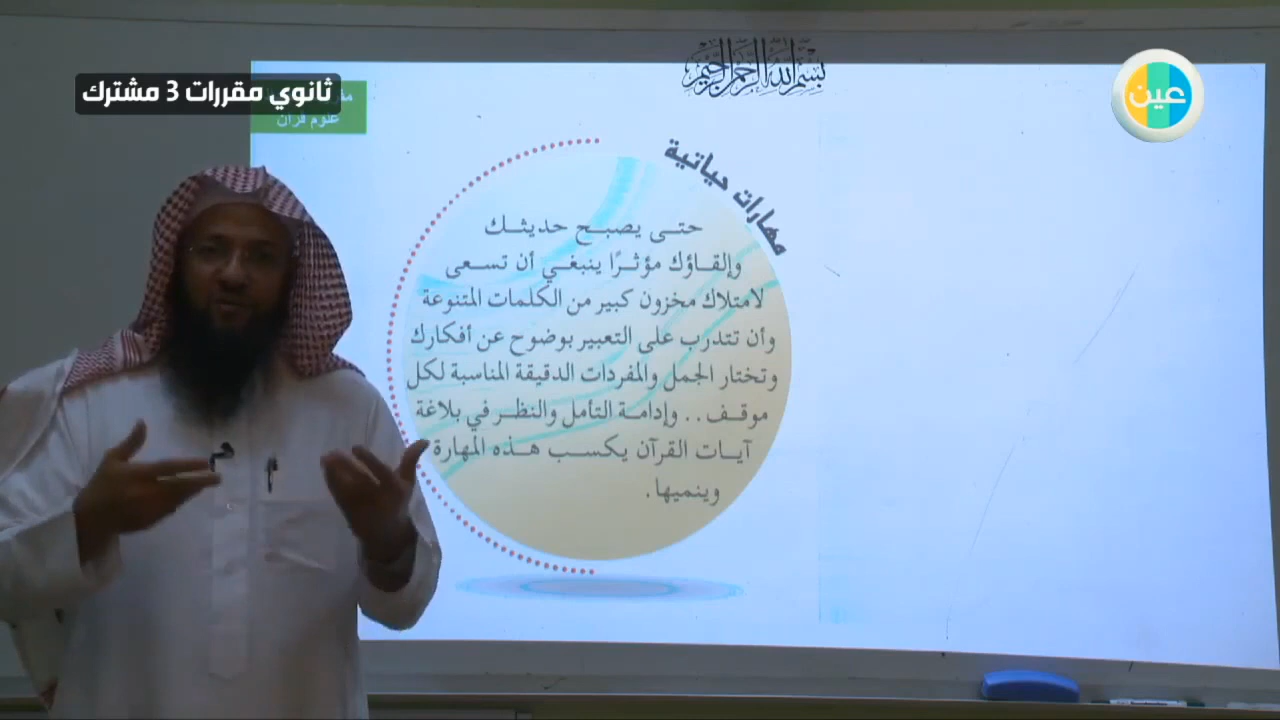 بسم الله الرحمن الرحيم
ثانوي مقررات 3 مشترك
عين
علوم قرآن
مهارات حياتية
حتى يصبح حديثك
وإلقاؤك مؤثرًا ينبغي أن تسعى
لامتلاك مخزون كبير من الكلمات المتنوعة
وأن تتدرب على التعبير بوضوح عن أفكارك
وتختار الجمل والمفردات الدقيقة المناسبة لكل
موقف.. وإدامة التأمل والنظر في بلاغة
آيات القرآن يكسب هذه المهارة
وينميها.